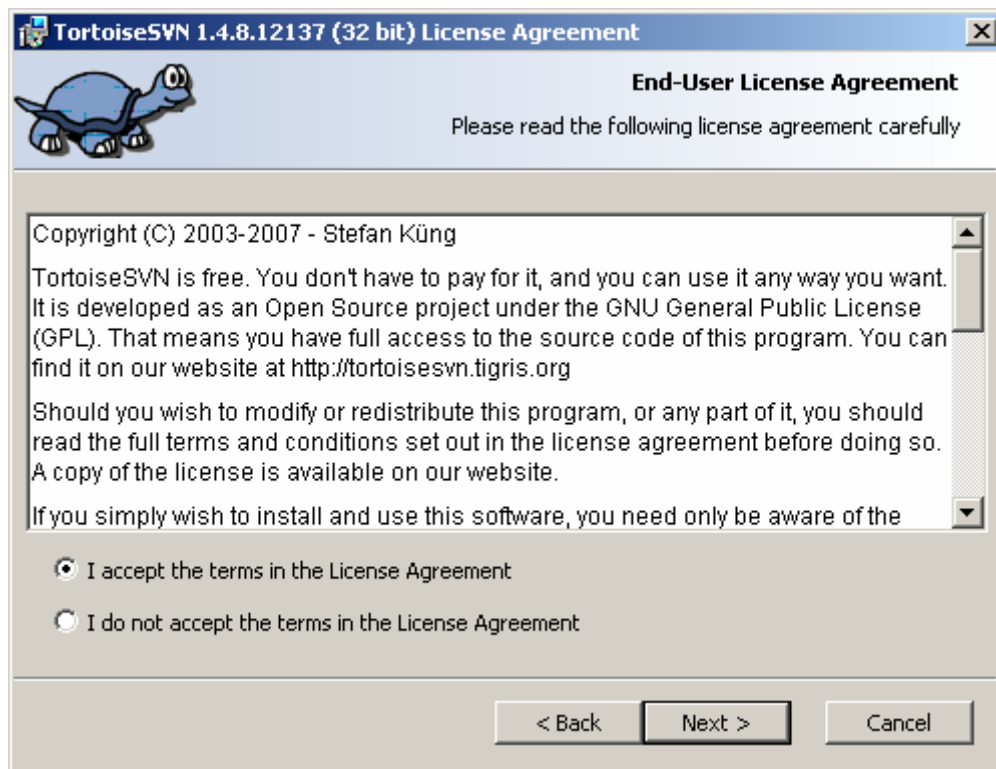 TortoiseSVN 1.4.8.12137 (32 bit) License Agreement
End-User License Agreement
Please read the following license agreement carefully
Copyright (C) 2003-2007 - Stefan Küng
TortoiseSVN is free. You don't have to pay for it, and you can use it any way you want.
It is developed as an Open Source project under the GNU General Public License
(GPL). That means you have full access to the source code of this program. You can
find it on our website at http://tortoisesvn.tigris.org
Should you wish to modify or redistribute this program, or any part of it, you should
read the full terms and conditions set out in the license agreement before doing so.
A copy of the license is available on our website.
If you simply wish to install and use this software, you need only be aware of the
I accept the terms in the License Agreement
I do not accept the terms in the License Agreement
< Back Next > Cancel